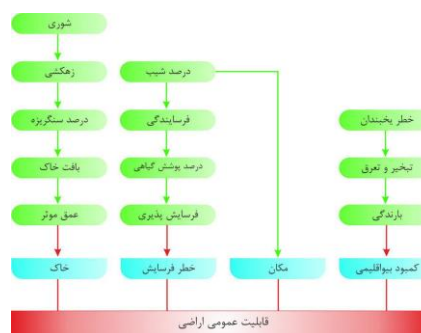 شوری
زهکشی
درصد سنگریزه
بافت خاک
عمق موثر
خاک
درصد شیب
فرسایندگی
درصد پوشش گیاهی
فرسایش پذیری
خطر فرسایش
مکان
خطر یخبندان
تبخیر و تعرق
بارندگی
کمبود بیواقلیمی
قابلیت عمومی اراضی